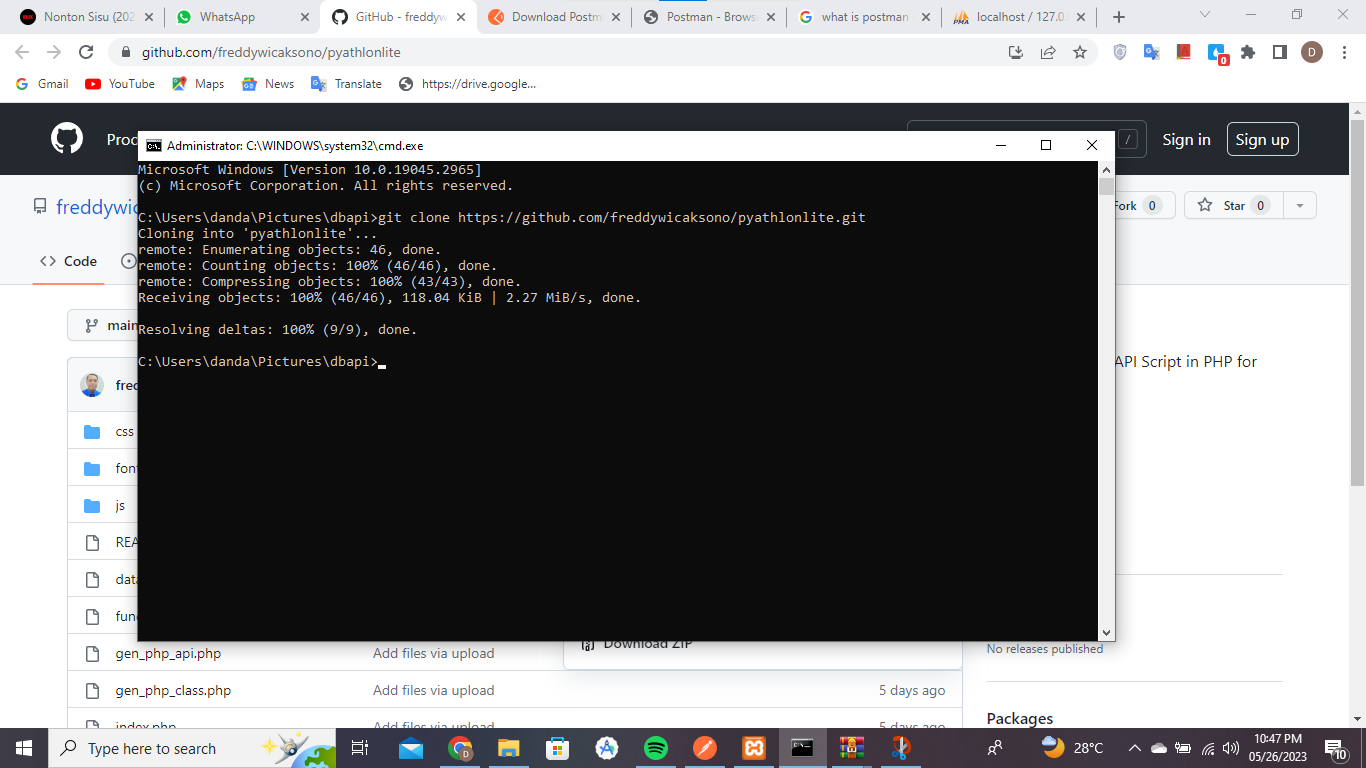 Nonton Sisu (202
WhatsApp
GitHub - freddyw
Download Postm
Postman - Brows
what is postman
localhost / 127.0.
github.com/freddywicaksono/pyathlonlite
0
D
Gmail
YouTube
Maps
News
Translate
https://drive.google...
Proc
/
Sign in
Sign up
Administrator: C:\WINDOWS\system32\cmd.exe
Microsoft Windows [Version 10.0.19045.2965]
(c) Microsoft Corporation. All rights reserved.
C:\Users\danda\Pictures\dbapi>git clone https://github.com/freddywicaksono/pyathlonlite.git
Cloning into 'pyathlonlite'...
remote: Enumerating objects: 46, done.
remote: Counting objects: 100% (46/46), done.
remote: Compressing objects: 100% (43/43), done.
Receiving objects: 100% (46/46), 118.04 KiB | 2.27 MiB/s, done.
Resolving deltas: 100% (9/9), done.
C:\Users\danda\Pictures\dbapi>
freddywic
Fork 0
Star 0
Code
main
API Script in PHP for
fred
css
font
js
REA
data
func
Download ZIP
gen_php_api.php Add files via upload
No releases published
gen_php_class.php Add files via upload 5 days ago
index.php Add files via upload 5 days ago
Packages
Type here to search
28°C
10:47 PM
05/26/2023
10